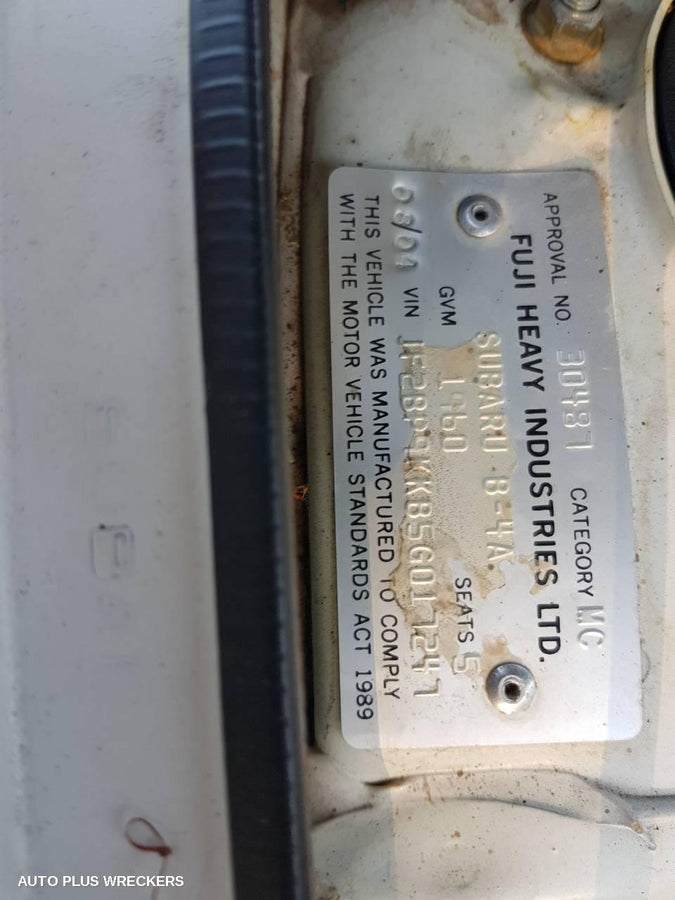 APPROVAL NO. 30487 CATEGORY MC
FUJI HEAVY INDUSTRIES LTD.
SUBARU B-4A.
GVM 1960 SEATS 5
08/04 VIN JF2BP9KKB5G017247
THIS VEHICLE WAS MANUFACTURED TO COMPLY
WITH THE MOTOR VEHICLE STANDARDS ACT 1989
AUTO PLUS WRECKERS